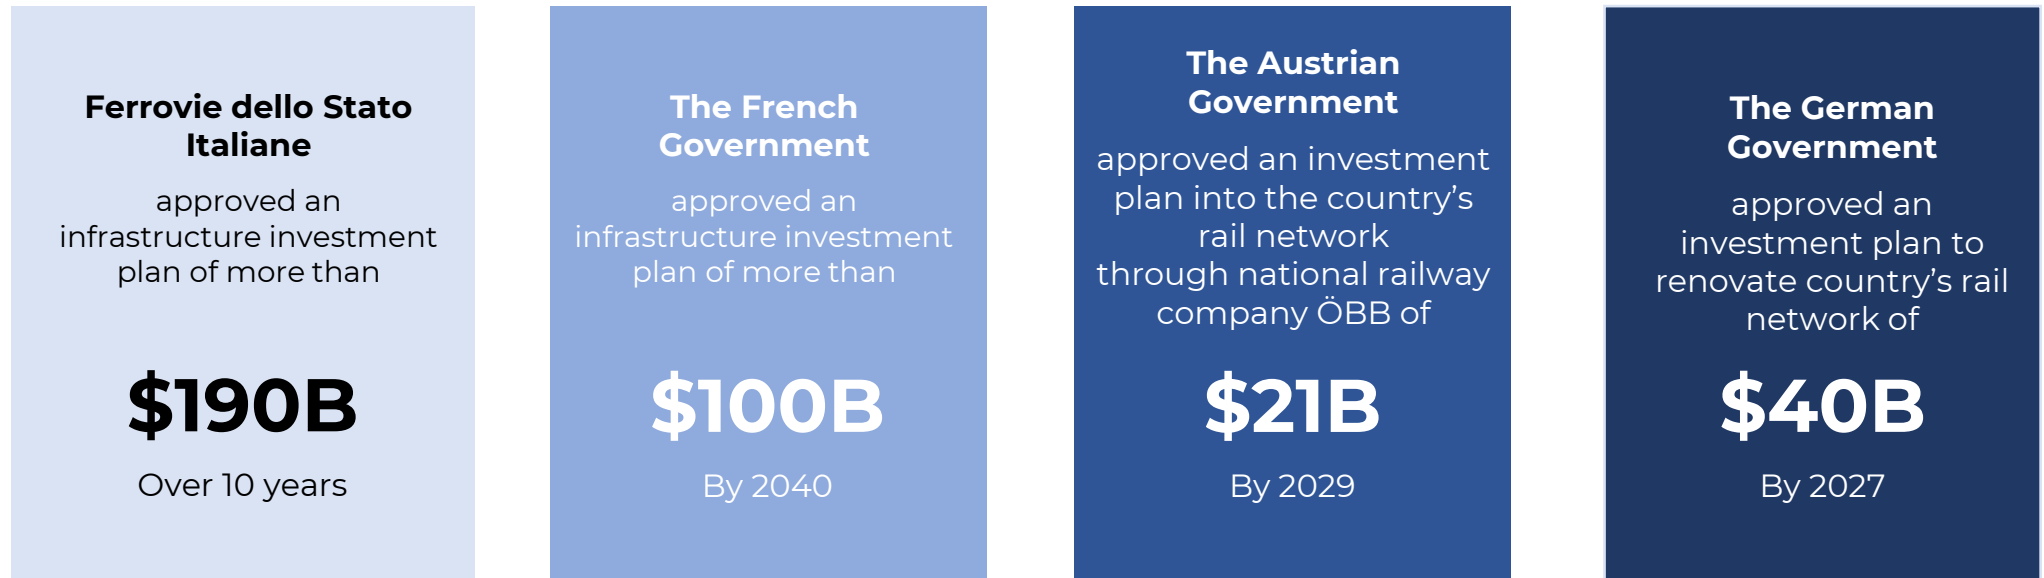 Ferrovie dello Stato
Italiane
approved an
infrastructure investment
plan of more than
$190B
Over 10 years
The French
Government
approved an
infrastructure investment
plan of more than
$100B
By 2040
The Austrian
Government
approved an investment
plan into the country’s
rail network
through national railway
company ÖBB of
$21B
By 2029
The German
Government
approved an
investment plan to
renovate country’s rail
network of
$40B
By 2027